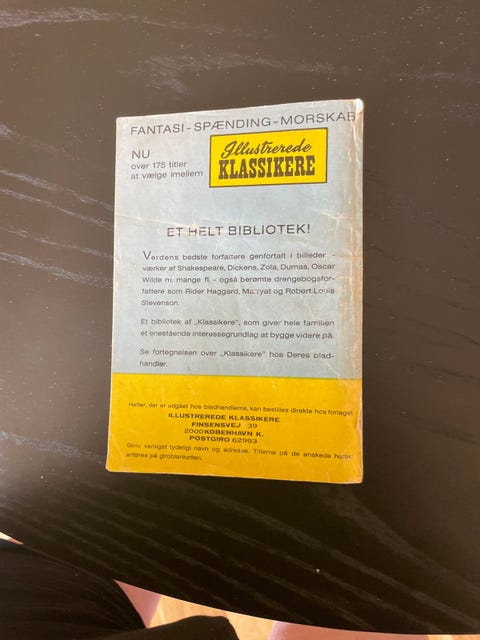 FANTASI-SPÆNDING-MORSKAB
NU
over 175 titler
at vælge imellem
Illustrerede
KLASSIKERE
ET HELT BIBLIOTEK!
Verdens bedste forfattere genfortalt i billeder -
værker af Shakespeare, Dickens, Zola, Dumas, Oscar
Wilde m. mange fl. - også berømte drengebogsfor-
fattere som Rider Haggard, Marryat og Robert Louis
Stevenson.
Et bibliotek af „Klassikere", som giver hele familien
et enestående interessegrundlag at bygge videre på.
Se fortegnelsen over „Klassikere" hos Deres blad-
handler.
Hefter, der er udgået hos bladhandlerne, kan bestilles direkte hos forlaget
ILLUSTREREDE KLASSIKERE
FINSENSVEJ 39
2000 KØBENHAVN K.
POSTGIRO 62993
Skriv venligst tydeligt navn og adresse. Titlerne på de ønskede hefter
anføres på giroblanketten.